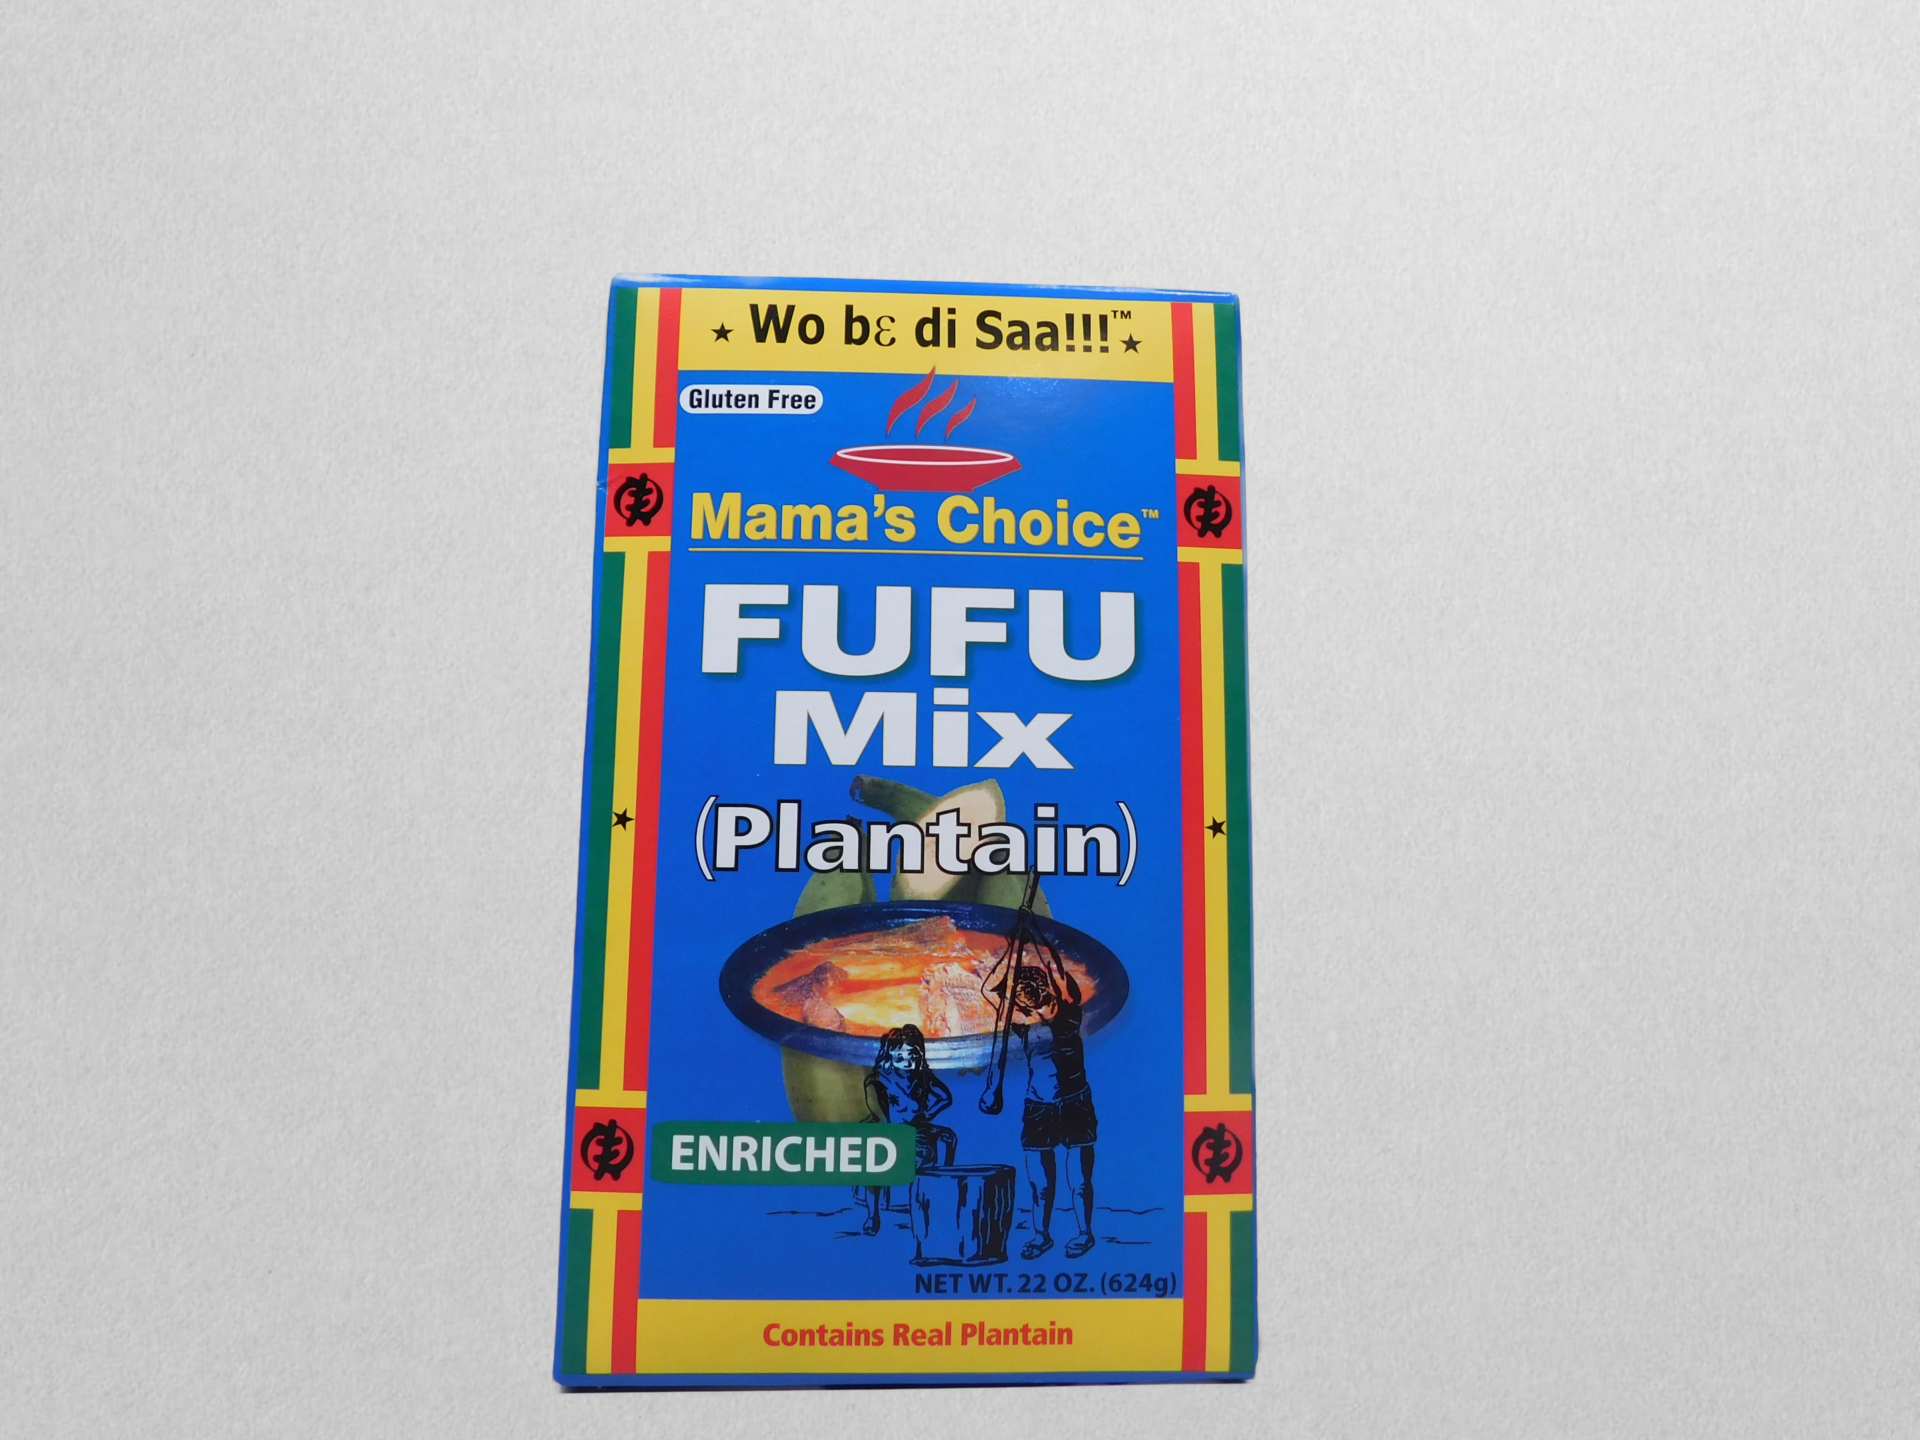 ★ Wo bɛ di Saa!!!™ ★
Gluten Free
Mama's Choice™
FUFU
Mix
(Plantain)
ENRICHED
NET WT. 22 OZ. (624g)
Contains Real Plantain